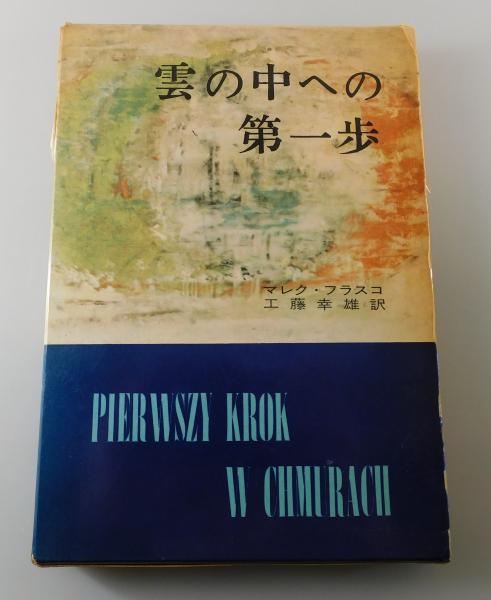 雲の中への
第一歩
マレク・フラスコ
工藤幸雄訳
PIERWSZY KROK
W CHMURACH